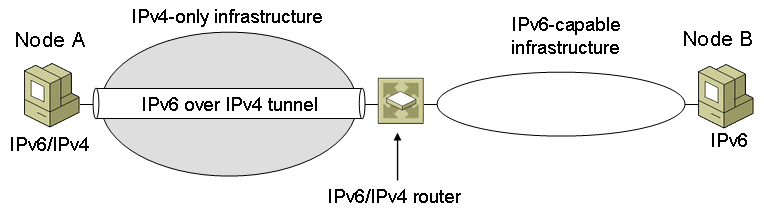 IPv4-only infrastructure
IPv6-capable
infrastructure
Node A
Node B
IPv6 over IPv4 tunnel
IPv6/IPv4
IPv6
IPv6/IPv4 router